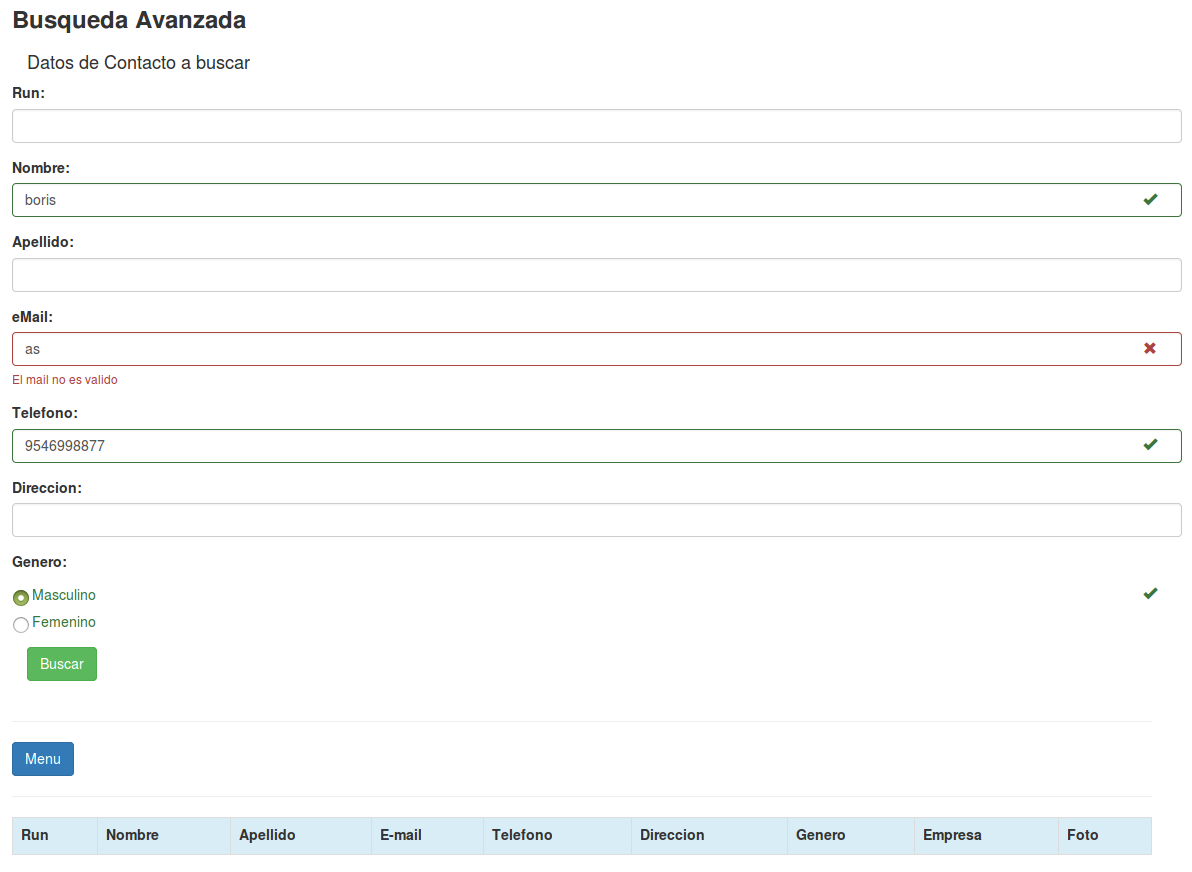 Busqueda Avanzada
Datos de Contacto a buscar
Run:
Nombre:
boris
Apellido:
eMail:
as
El mail no es valido
Telefono:
9546998877
Direccion:
Genero:
Masculino
Femenino
Buscar
Menu
Run Nombre Apellido E-mail Telefono Direccion Genero Empresa Foto